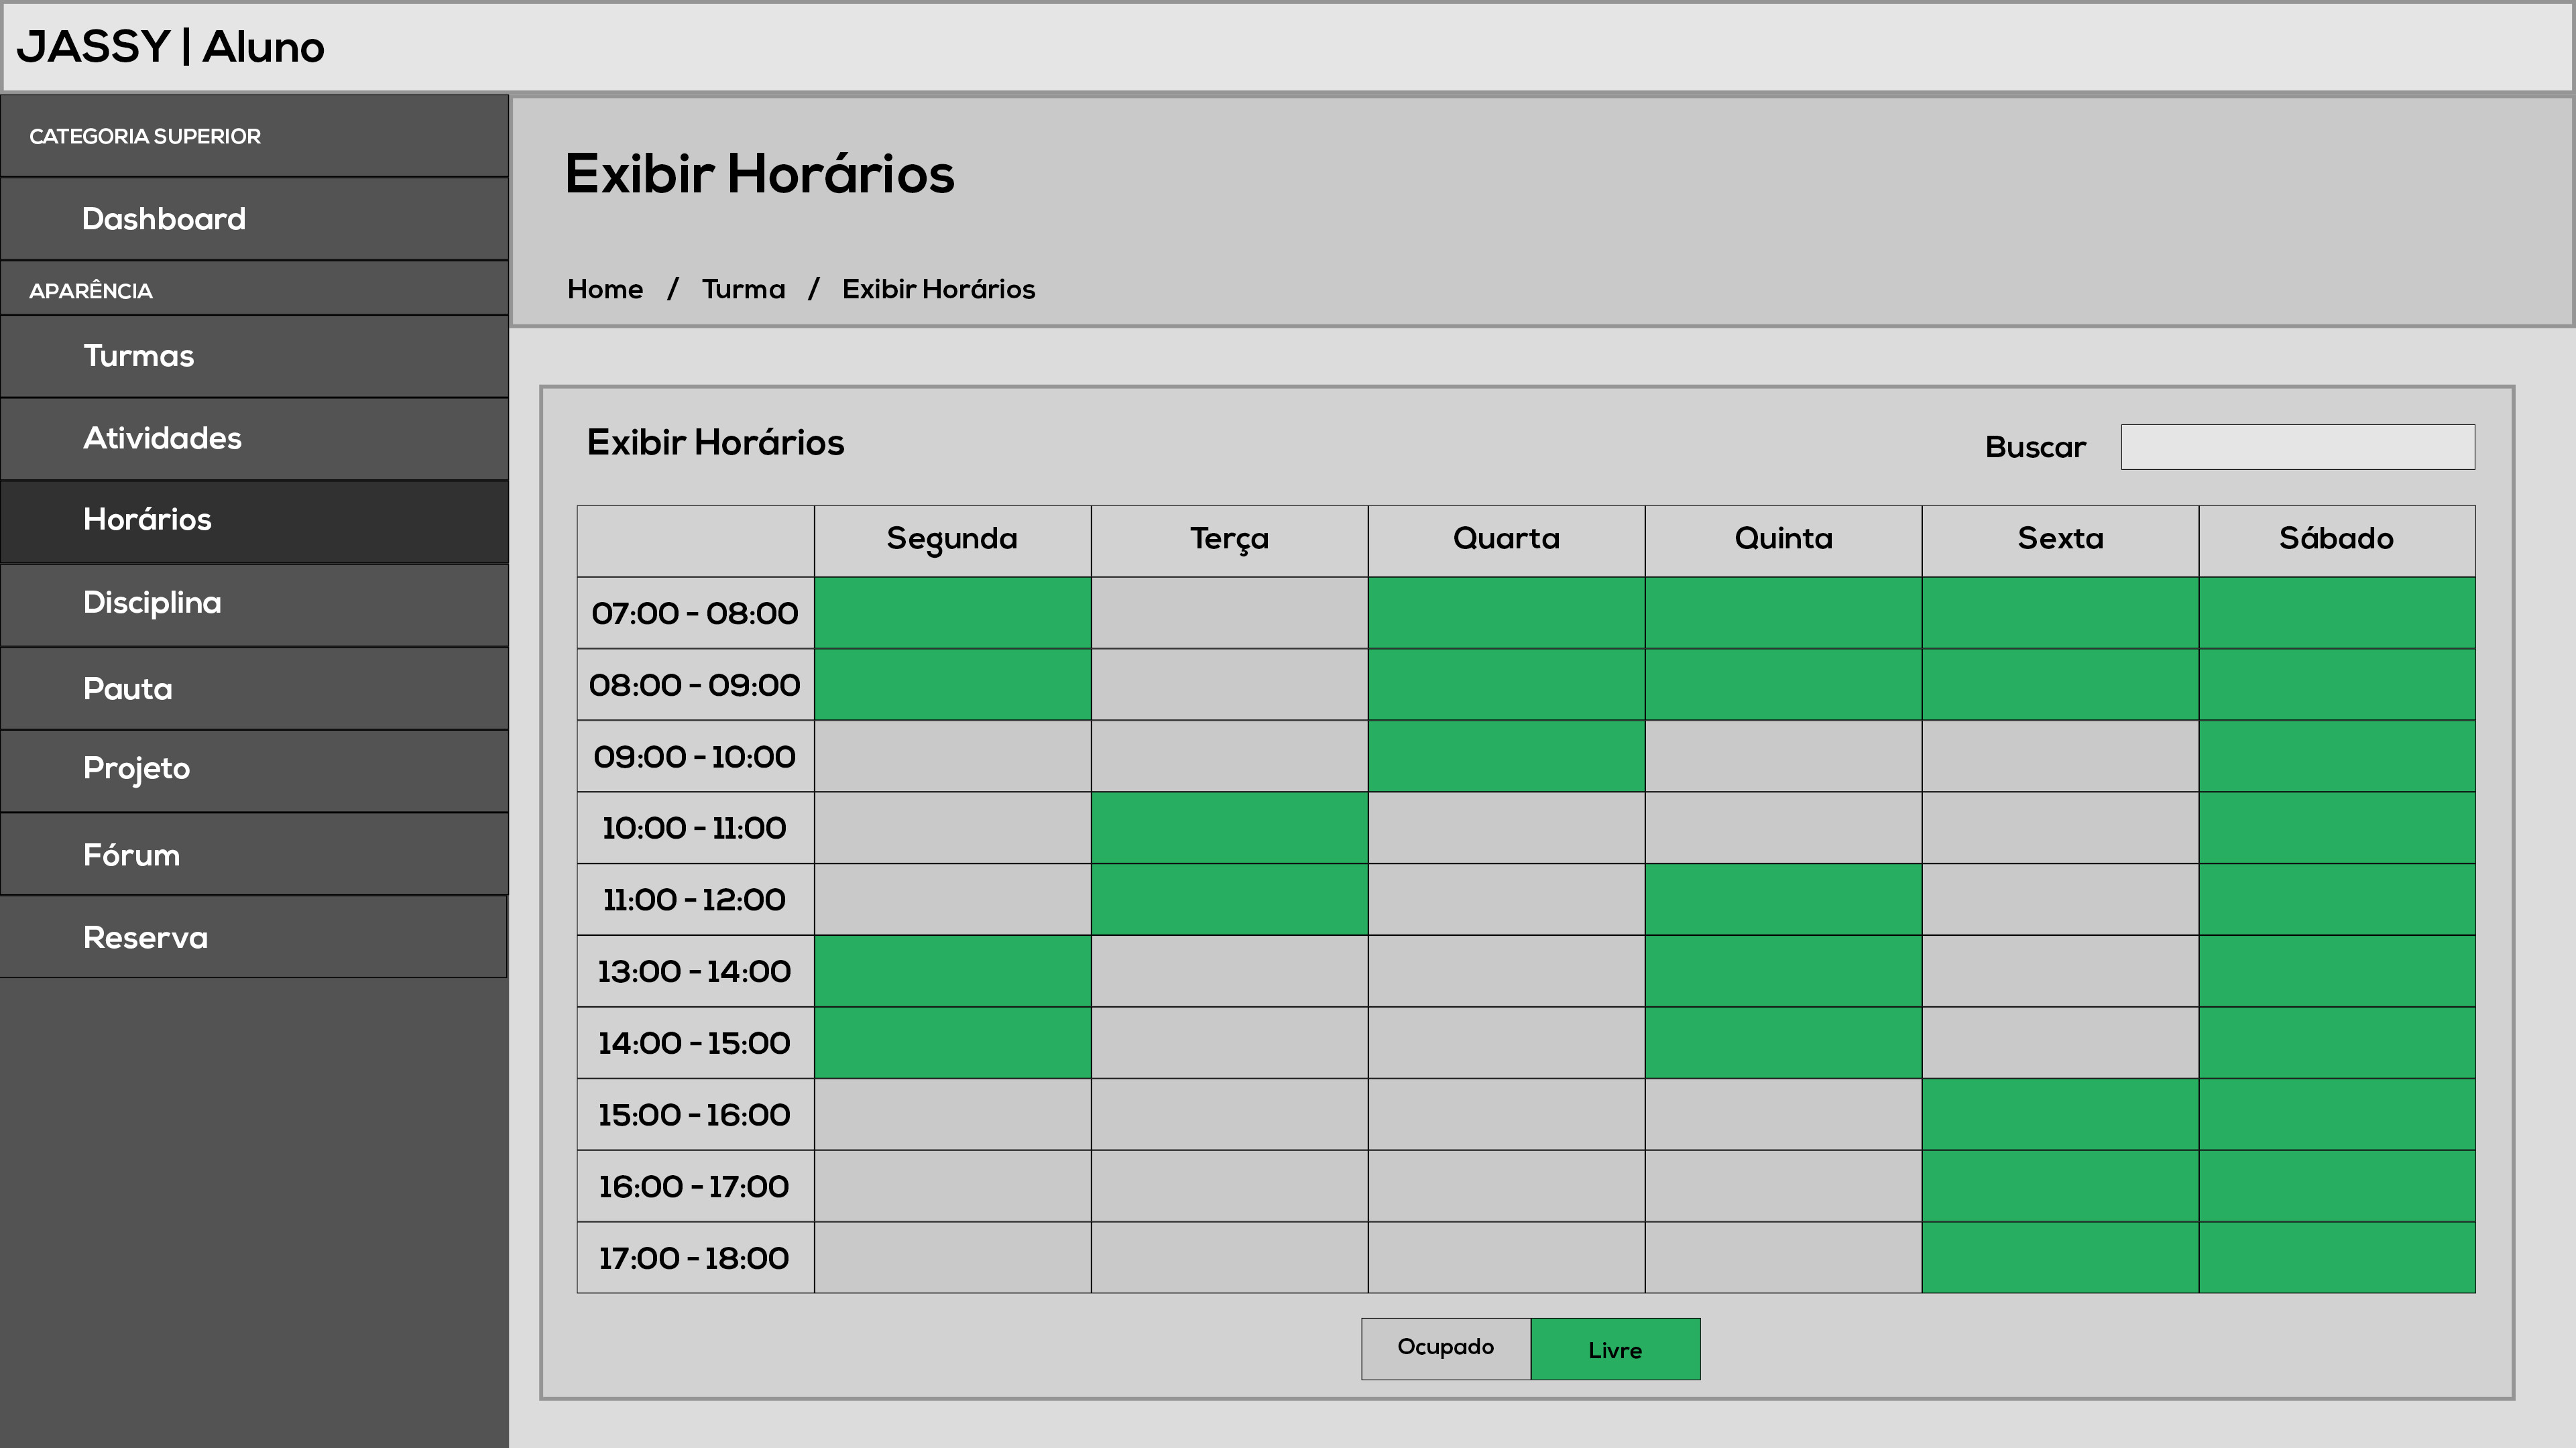 JASSY | Aluno
CATEGORIA SUPERIOR
Dashboard
APARÊNCIA
Turmas
Atividades
Horários
Disciplina
Pauta
Projeto
Fórum
Reserva
Exibir Horários
Home / Turma / Exibir Horários
Exibir Horários
Buscar
Segunda Terça Quarta Quinta Sexta Sábado
07:00 - 08:00
08:00 - 09:00
09:00 - 10:00
10:00 - 11:00
11:00 - 12:00
13:00 - 14:00
14:00 - 15:00
15:00 - 16:00
16:00 - 17:00
17:00 - 18:00
Ocupado Livre